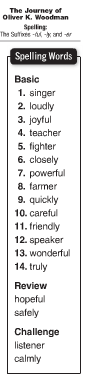 The Journey of
Oliver K. Woodman
Spelling:
The Suffixes -ful, -ly, and -er
Spelling Words
Basic
1. singer
2. loudly
3. joyful
4. teacher
5. fighter
6. closely
7. powerful
8. farmer
9. quickly
10. careful
11. friendly
12. speaker
13. wonderful
14. truly
Review
hopeful
safely
Challenge
listener
calmly